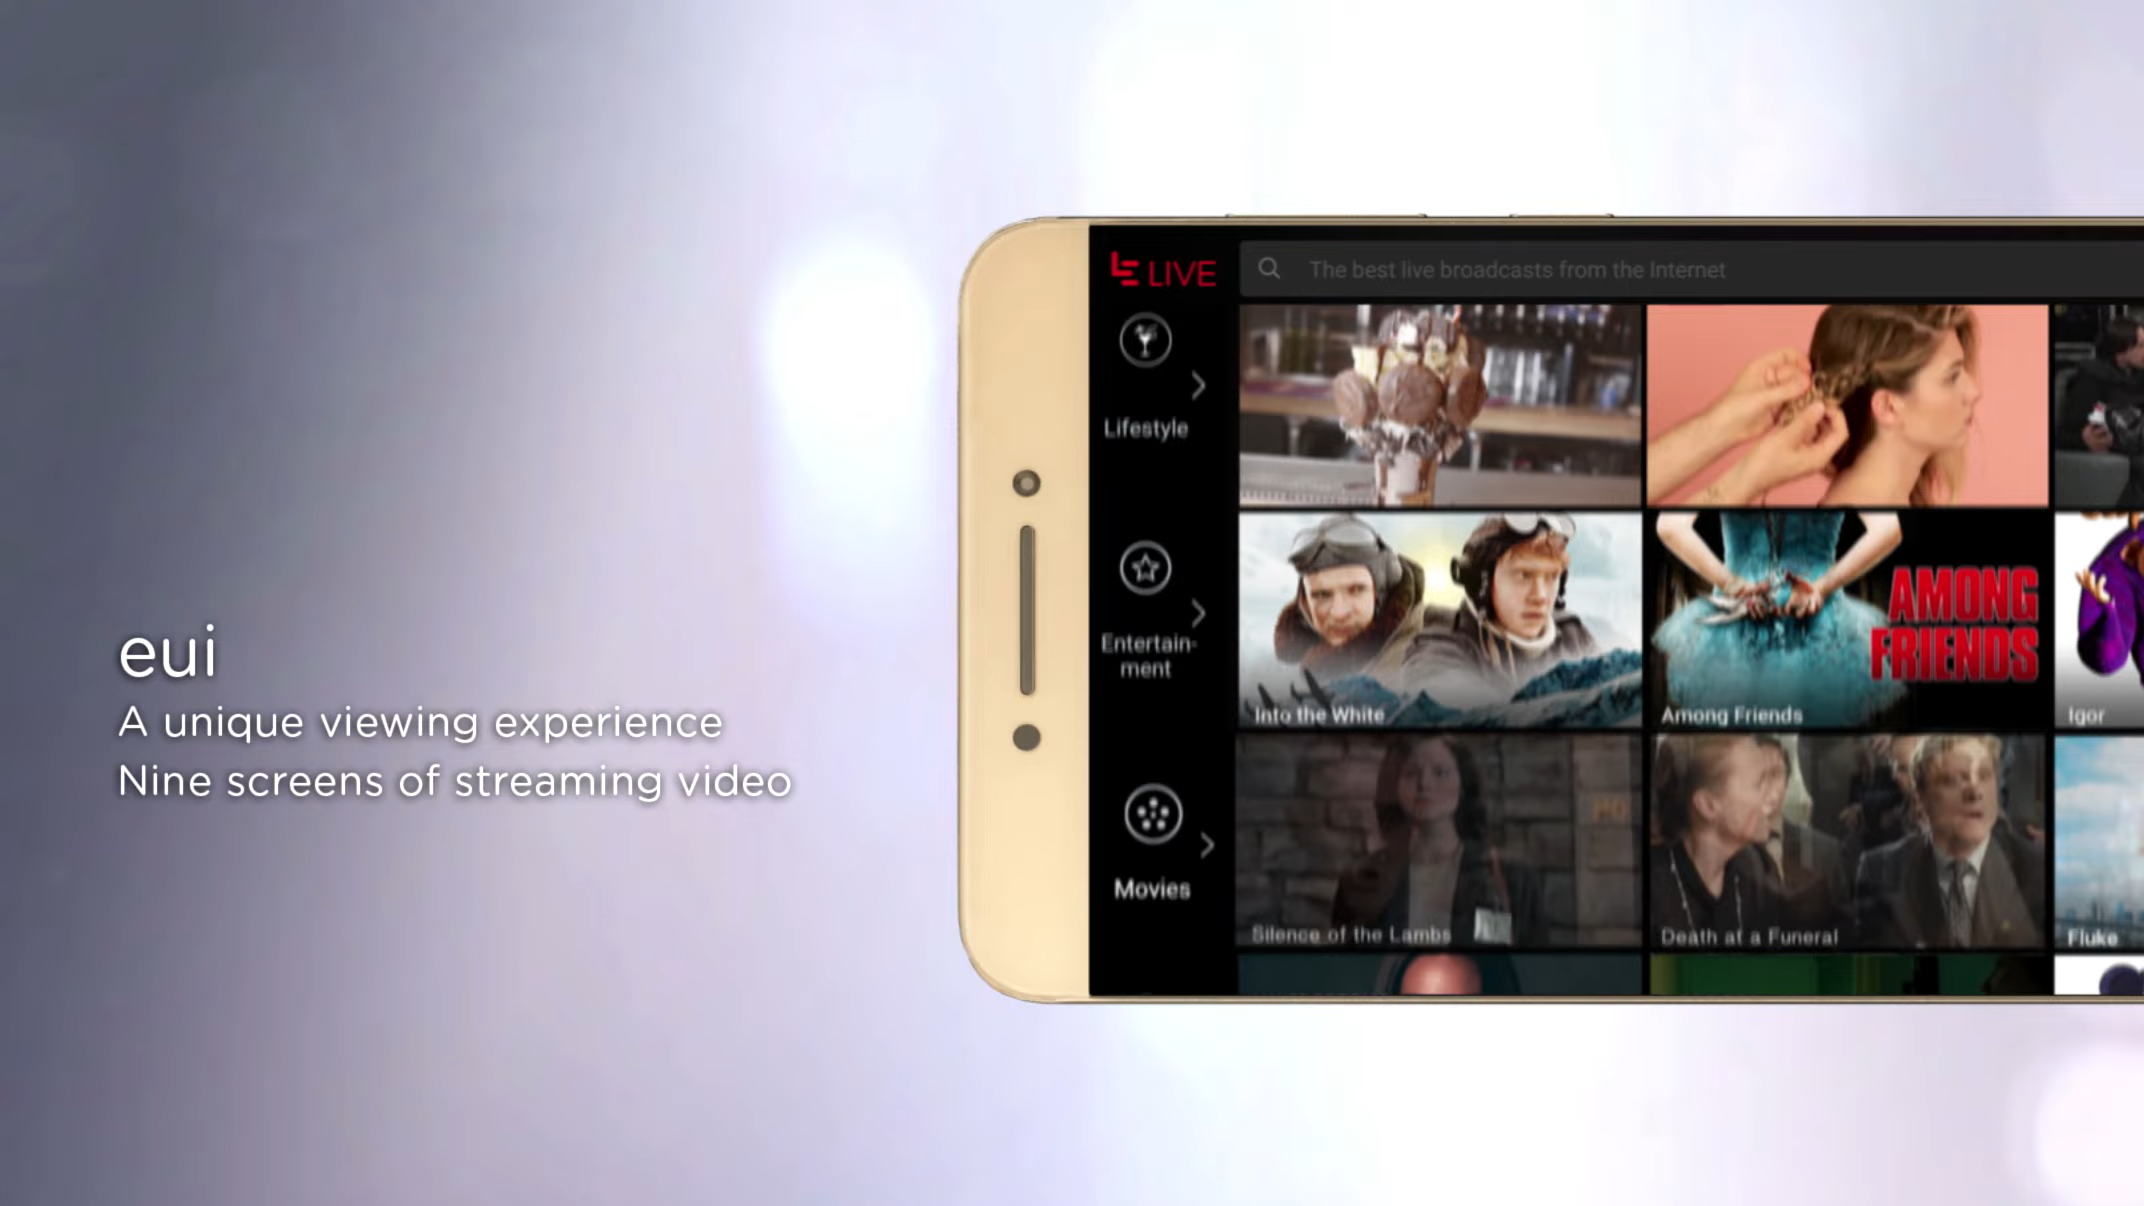 LE LIVE
The best live broadcasts from the Internet
Lifestyle
Entertain-
ment
Movies
AMONG
FRIENDS
Into the White
Among Friends
Igor
Silence of the Lambs
Death at a Funeral
Fluke
eui
A unique viewing experience
Nine screens of streaming video